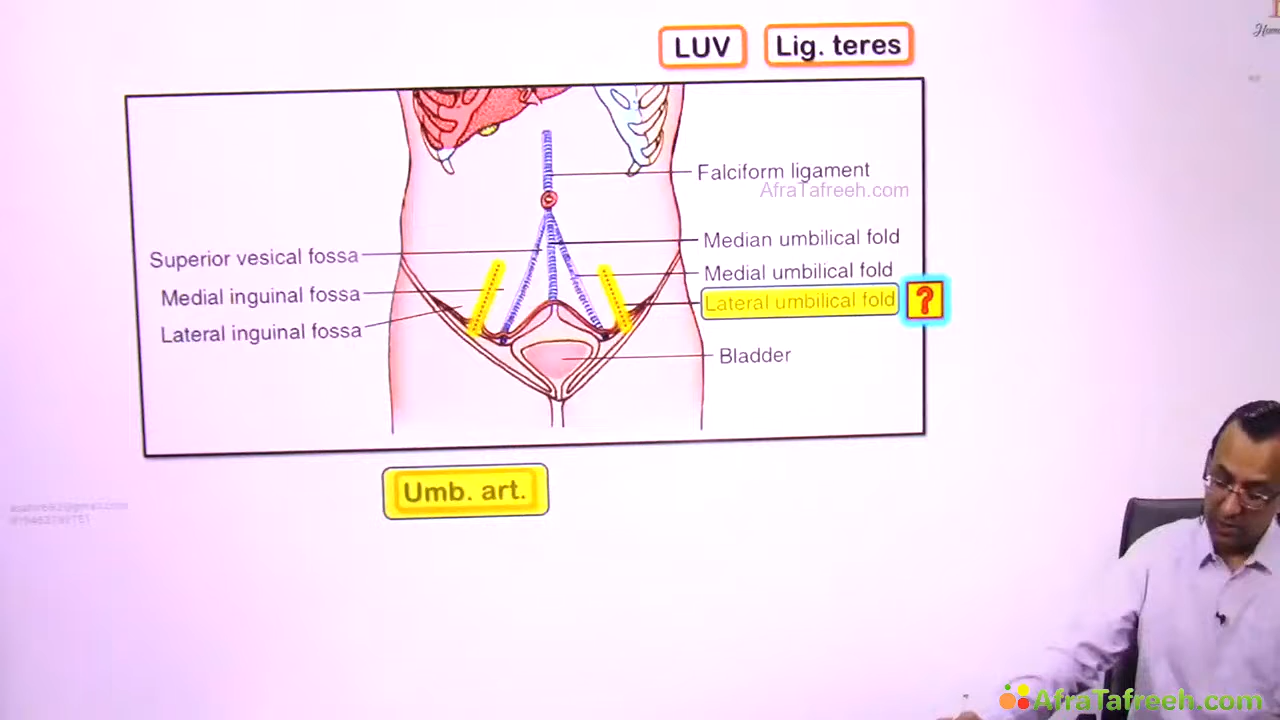 LUV
Lig. teres
Falciform ligament
AfraTafreeh.com
Median umbilical fold
Superior vesical fossa
Medial umbilical fold
Medial inguinal fossa
Lateral umbilical fold
?
Lateral inguinal fossa
Bladder
Umb. art.
AfraTafreeh.com